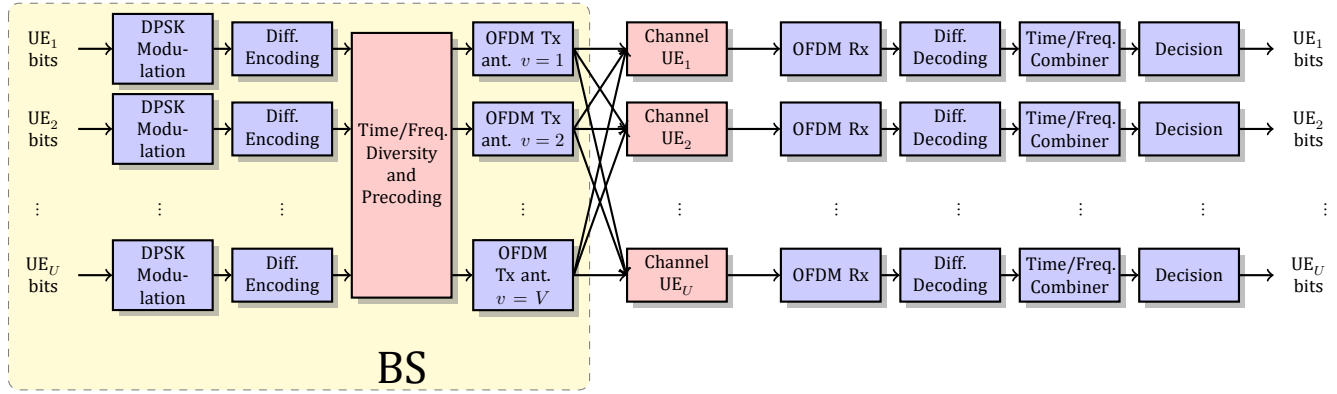 UE₁
bits
DPSK
Modu-
lation
Diff.
Encoding
Time/Freq.
Diversity
and
Precoding
OFDM Tx
ant. v = 1
Channel
UE₁
OFDM Rx
Diff.
Decoding
Time/Freq.
Combiner
Decision
UE₁
bits
UE₂
bits
DPSK
Modu-
lation
Diff.
Encoding
OFDM Tx
ant. v = 2
Channel
UE₂
OFDM Rx
Diff.
Decoding
Time/Freq.
Combiner
Decision
UE₂
bits
⋮
⋮
⋮
⋮
⋮
⋮
⋮
⋮
⋮
⋮
UE_U
bits
DPSK
Modu-
lation
Diff.
Encoding
OFDM
Tx ant.
v = V
Channel
UE_U
OFDM Rx
Diff.
Decoding
Time/Freq.
Combiner
Decision
UE_U
bits
BS